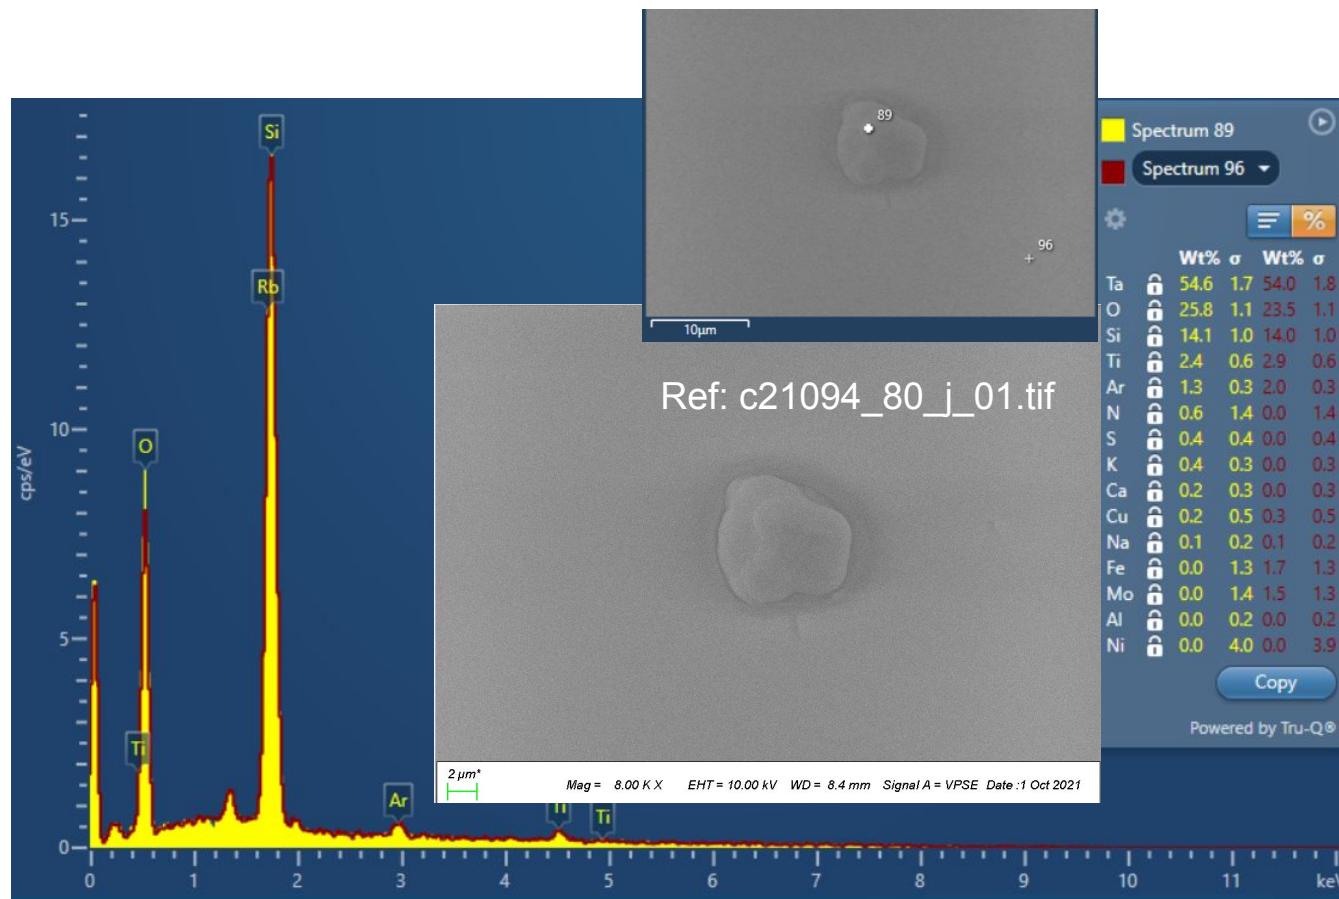 89
96
10µm
Spectrum 89
Spectrum 96
%
Wt% σ Wt% σ
Ta 54.6 1.7 54.0 1.8
O 25.8 1.1 23.5 1.1
Si 14.1 1.0 14.0 1.0
Ti 2.4 0.6 2.9 0.6
Ar 1.3 0.3 2.0 0.3
N 0.6 1.4 0.0 1.4
S 0.4 0.4 0.0 0.4
K 0.4 0.3 0.0 0.3
Ca 0.2 0.3 0.0 0.3
Cu 0.2 0.5 0.3 0.5
Na 0.1 0.2 0.1 0.2
Fe 0.0 1.3 1.7 1.3
Mo 0.0 1.4 1.5 1.3
Al 0.0 0.2 0.0 0.2
Ni 0.0 4.0 0.0 3.9
Copy
Powered by Tru-Q®
Ref: c21094_80_j_01.tif
2 µm*
Mag = 8.00 K X EHT = 10.00 kV WD = 8.4 mm Signal A = VPSE Date :1 Oct 2021
cps/eV
15
10
5
0
Si
Rb
O
Ti
Ar
Ti
Ti
0 1 2 3 4 5 6 7 8 9 10 11 keV